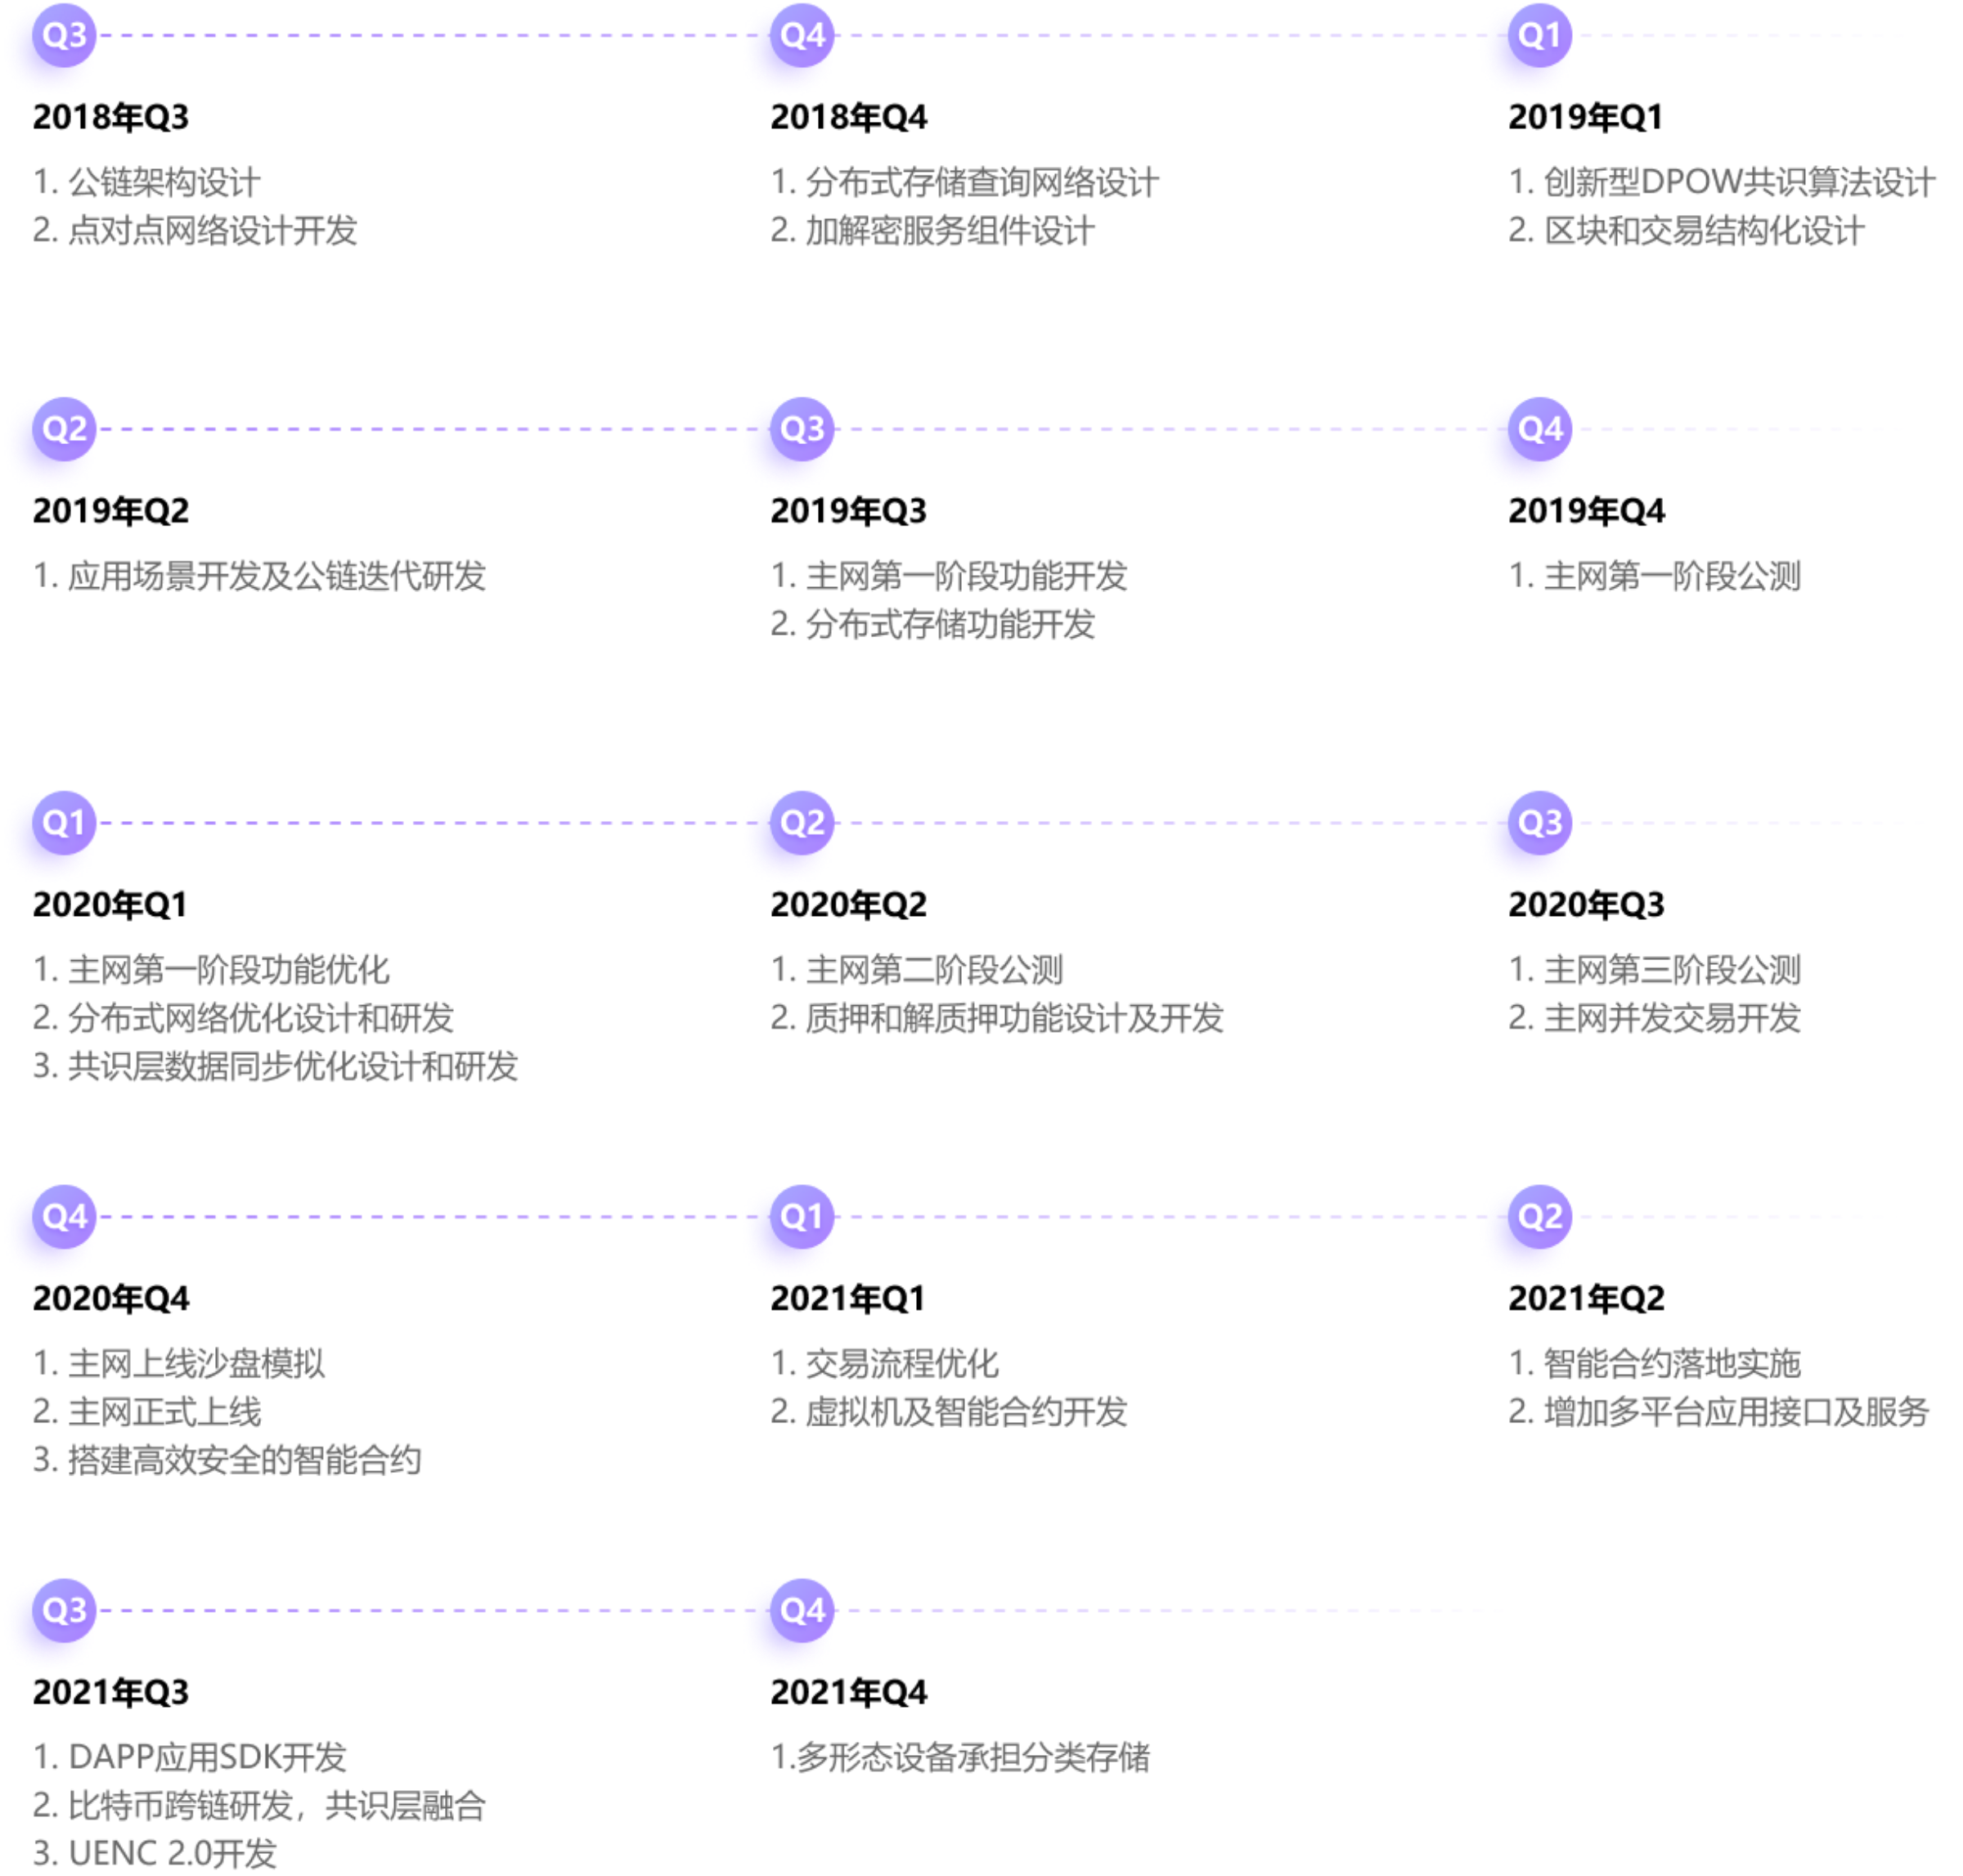 Q3
2018年Q3
1. 公链架构设计
2. 点对点网络设计开发
Q4
2018年Q4
1. 分布式存储查询网络设计
2. 加解密服务组件设计
Q1
2019年Q1
1. 创新型DPOW共识算法设计
2. 区块和交易结构化设计
Q2
2019年Q2
1. 应用场景开发及公链迭代研发
Q3
2019年Q3
1. 主网第一阶段功能开发
2. 分布式存储功能开发
Q4
2019年Q4
1. 主网第一阶段公测
Q1
2020年Q1
1. 主网第一阶段功能优化
2. 分布式网络优化设计和研发
3. 共识层数据同步优化设计和研发
Q2
2020年Q2
1. 主网第二阶段公测
2. 质押和解质押功能设计及开发
Q3
2020年Q3
1. 主网第三阶段公测
2. 主网并发交易开发
Q4
2020年Q4
1. 主网上线沙盘模拟
2. 主网正式上线
3. 搭建高效安全的智能合约
Q1
2021年Q1
1. 交易流程优化
2. 虚拟机及智能合约开发
Q2
2021年Q2
1. 智能合约落地实施
2. 增加多平台应用接口及服务
Q3
2021年Q3
1. DAPP应用SDK开发
2. 比特币跨链研发，共识层融合
3. UENC 2.0开发
Q4
2021年Q4
1.多形态设备承担分类存储